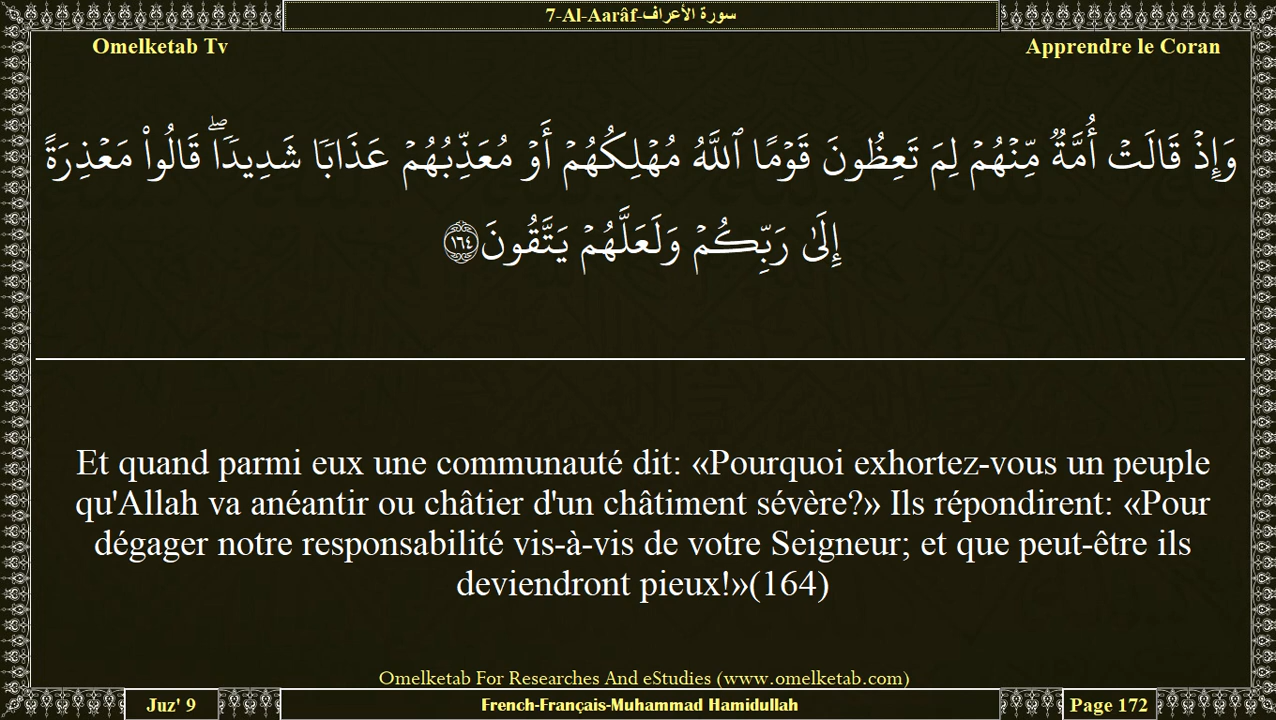 7-Al-Aarâf-سورة الأعراف
Omelketab Tv
Apprendre le Coran
وَإِذۡ قَالَتۡ أُمَّةٞ مِّنۡهُمۡ لِمَ تَعِظُونَ قَوۡمًا ٱللَّهُ مُهۡلِكُهُمۡ أَوۡ مُعَذِّبُهُمۡ عَذَابٗا شَدِيدٗاۖ قَالُواْ مَعۡذِرَةً
إِلَىٰ رَبِّكُمۡ وَلَعَلَّهُمۡ يَتَّقُونَ ١٦٤
Et quand parmi eux une communauté dit: «Pourquoi exhortez-vous un peuple
qu'Allah va anéantir ou châtier d'un châtiment sévère?» Ils répondirent: «Pour
dégager notre responsabilité vis-à-vis de votre Seigneur; et que peut-être ils
deviendront pieux!»(164)
Omelketab For Researches And eStudies (www.omelketab.com)
Juz' 9
French-Français-Muhammad Hamidullah
Page 172